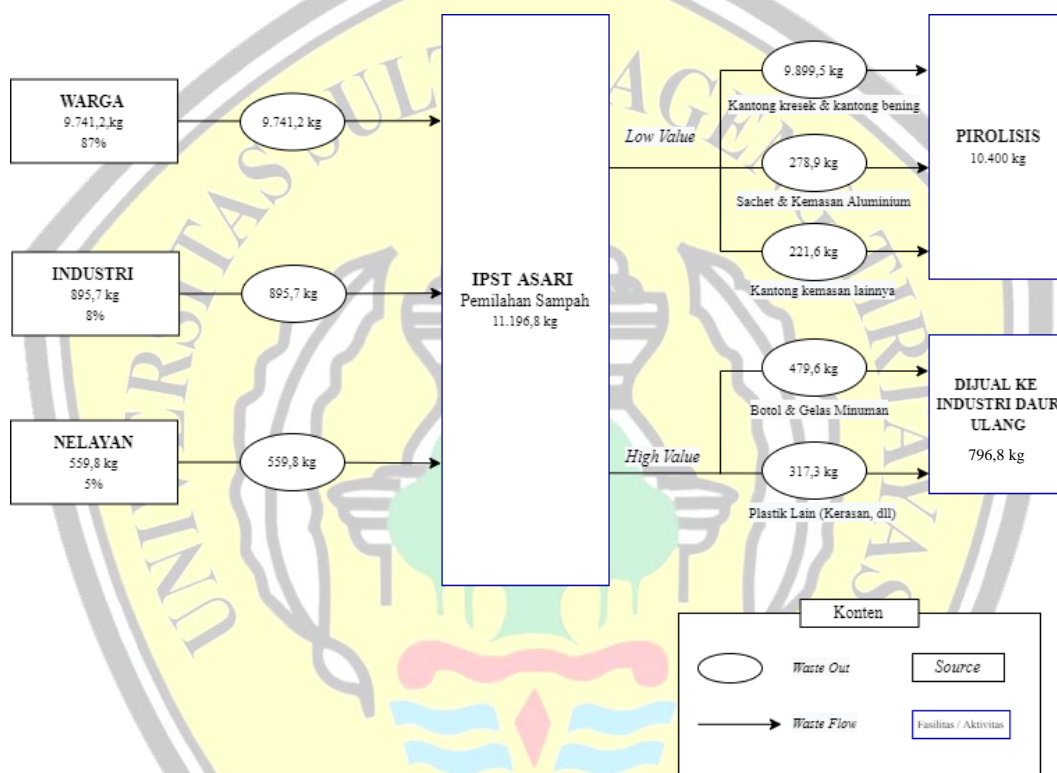 WARGA
9.741,2,kg
87%
9.741,2 kg
INDUSTRI
895,7 kg
8%
895,7 kg
NELAYAN
559,8 kg
5%
559,8 kg
IPST ASARI
Pemilahan Sampah
11.196,8 kg
Low Value
9.899,5 kg
Kantong kresek & kantong bening
278,9 kg
Sachet & Kemasan Aluminium
221,6 kg
Kantong kemasan lainnya
PIROLISIS
10.400 kg
High Value
479,6 kg
Botol & Gelas Minuman
317,3 kg
Plastik Lain (Kerasan, dll)
DIJUAL KE
INDUSTRI DAUR
ULANG
796,8 kg
Konten
Waste Out
Source
Waste Flow
Fasilitas / Aktivitas
UNIVERSITAS SULT AGENG TIRTAYASA